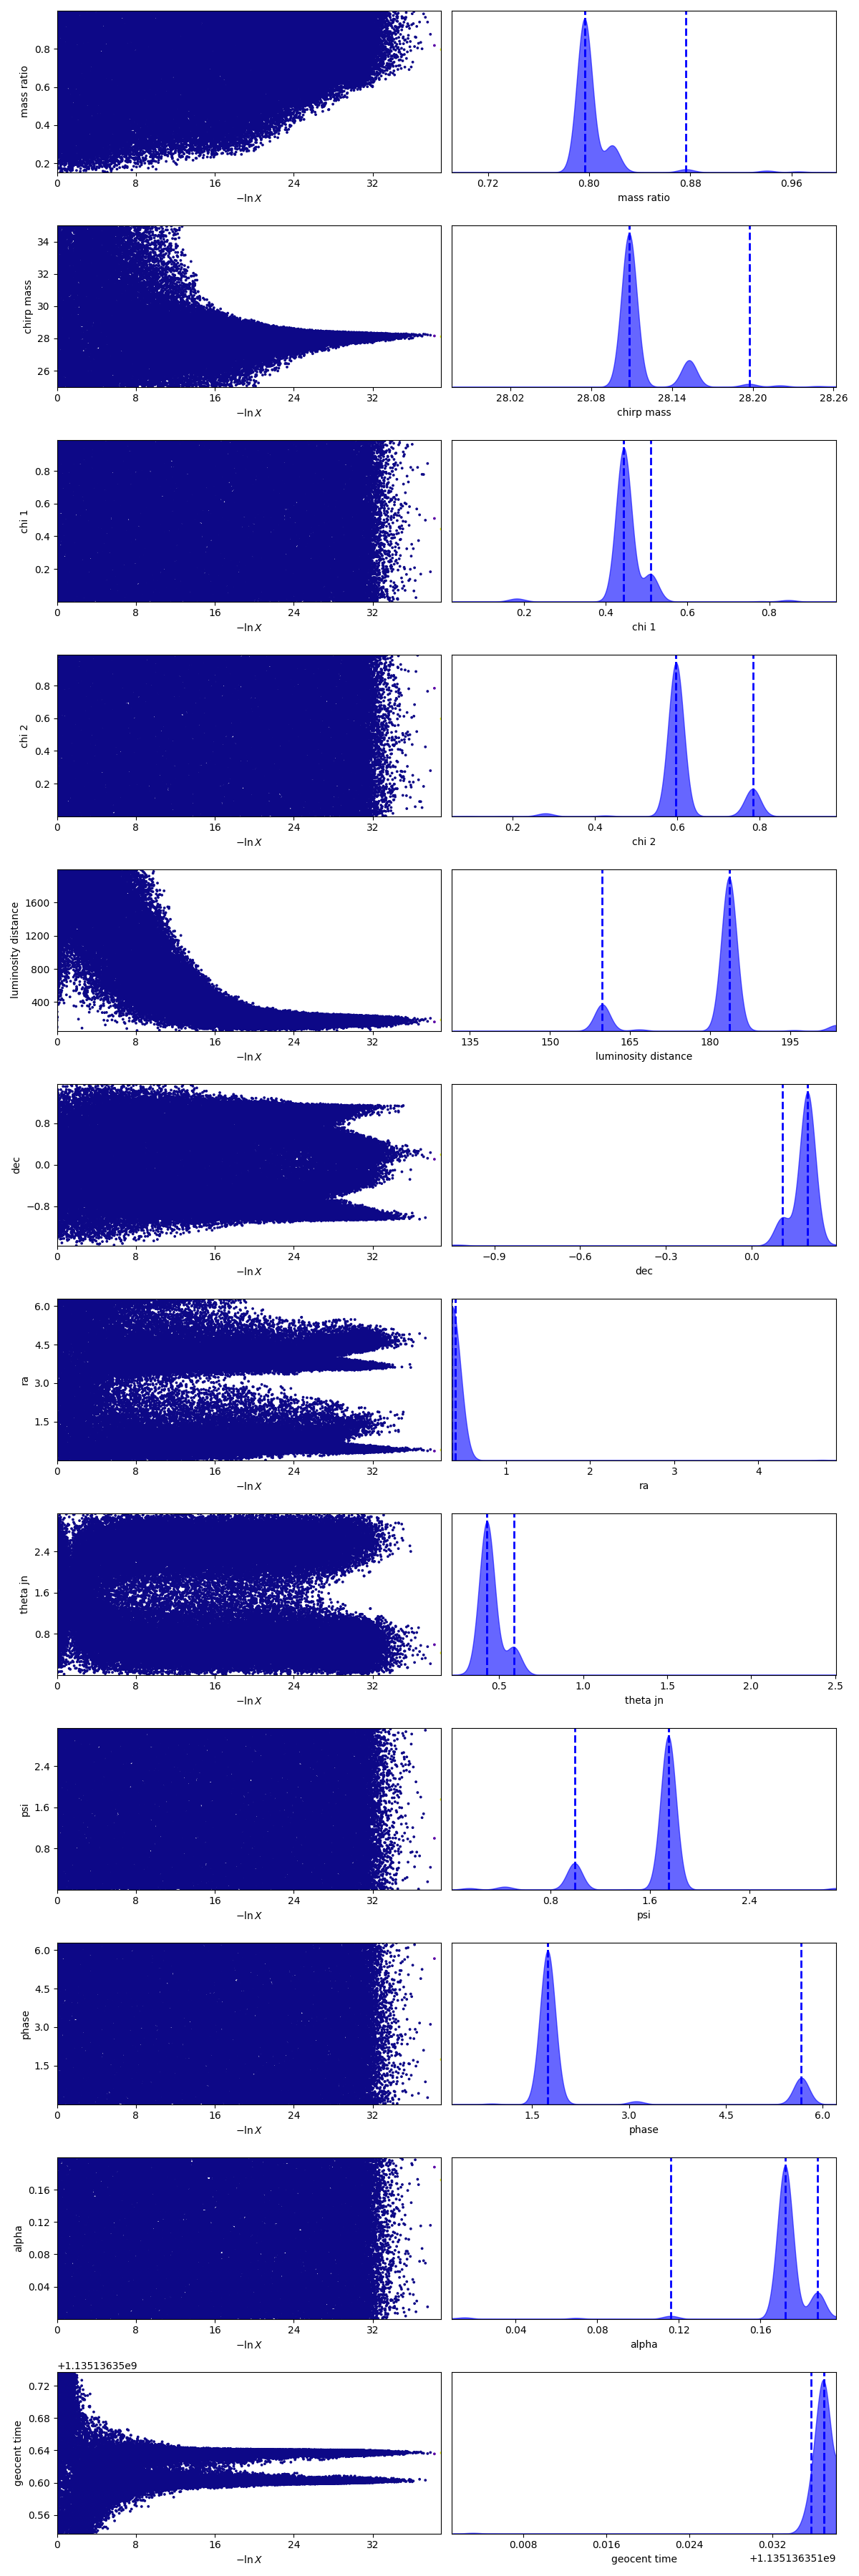 0.8
0.6
0.4
0.2
mass ratio
0 8 16 24 32
−ln X
0.72 0.80 0.88 0.96
mass ratio
34
32
30
28
26
chirp mass
0 8 16 24 32
−ln X
28.02 28.08 28.14 28.20 28.26
chirp mass
0.8
0.6
0.4
0.2
chi 1
0 8 16 24 32
−ln X
0.2 0.4 0.6 0.8
chi 1
0.8
0.6
0.4
0.2
chi 2
0 8 16 24 32
−ln X
0.2 0.4 0.6 0.8
chi 2
1600
1200
800
400
luminosity distance
0 8 16 24 32
−ln X
135 150 165 180 195
luminosity distance
0.8
0.0
−0.8
dec
0 8 16 24 32
−ln X
−0.9 −0.6 −0.3 0.0
dec
6.0
4.5
3.0
1.5
ra
0 8 16 24 32
−ln X
1 2 3 4
ra
2.4
1.6
0.8
theta jn
0 8 16 24 32
−ln X
0.5 1.0 1.5 2.0 2.5
theta jn
2.4
1.6
0.8
psi
0 8 16 24 32
−ln X
0.8 1.6 2.4
psi
6.0
4.5
3.0
1.5
phase
0 8 16 24 32
−ln X
1.5 3.0 4.5 6.0
phase
0.16
0.12
0.08
0.04
alpha
0 8 16 24 32
−ln X
0.04 0.08 0.12 0.16
alpha
+1.13513635e9
0.72
0.68
0.64
0.60
0.56
geocent time
0 8 16 24 32
−ln X
0.008 0.016 0.024 0.032
geocent time
+1.135136351e9